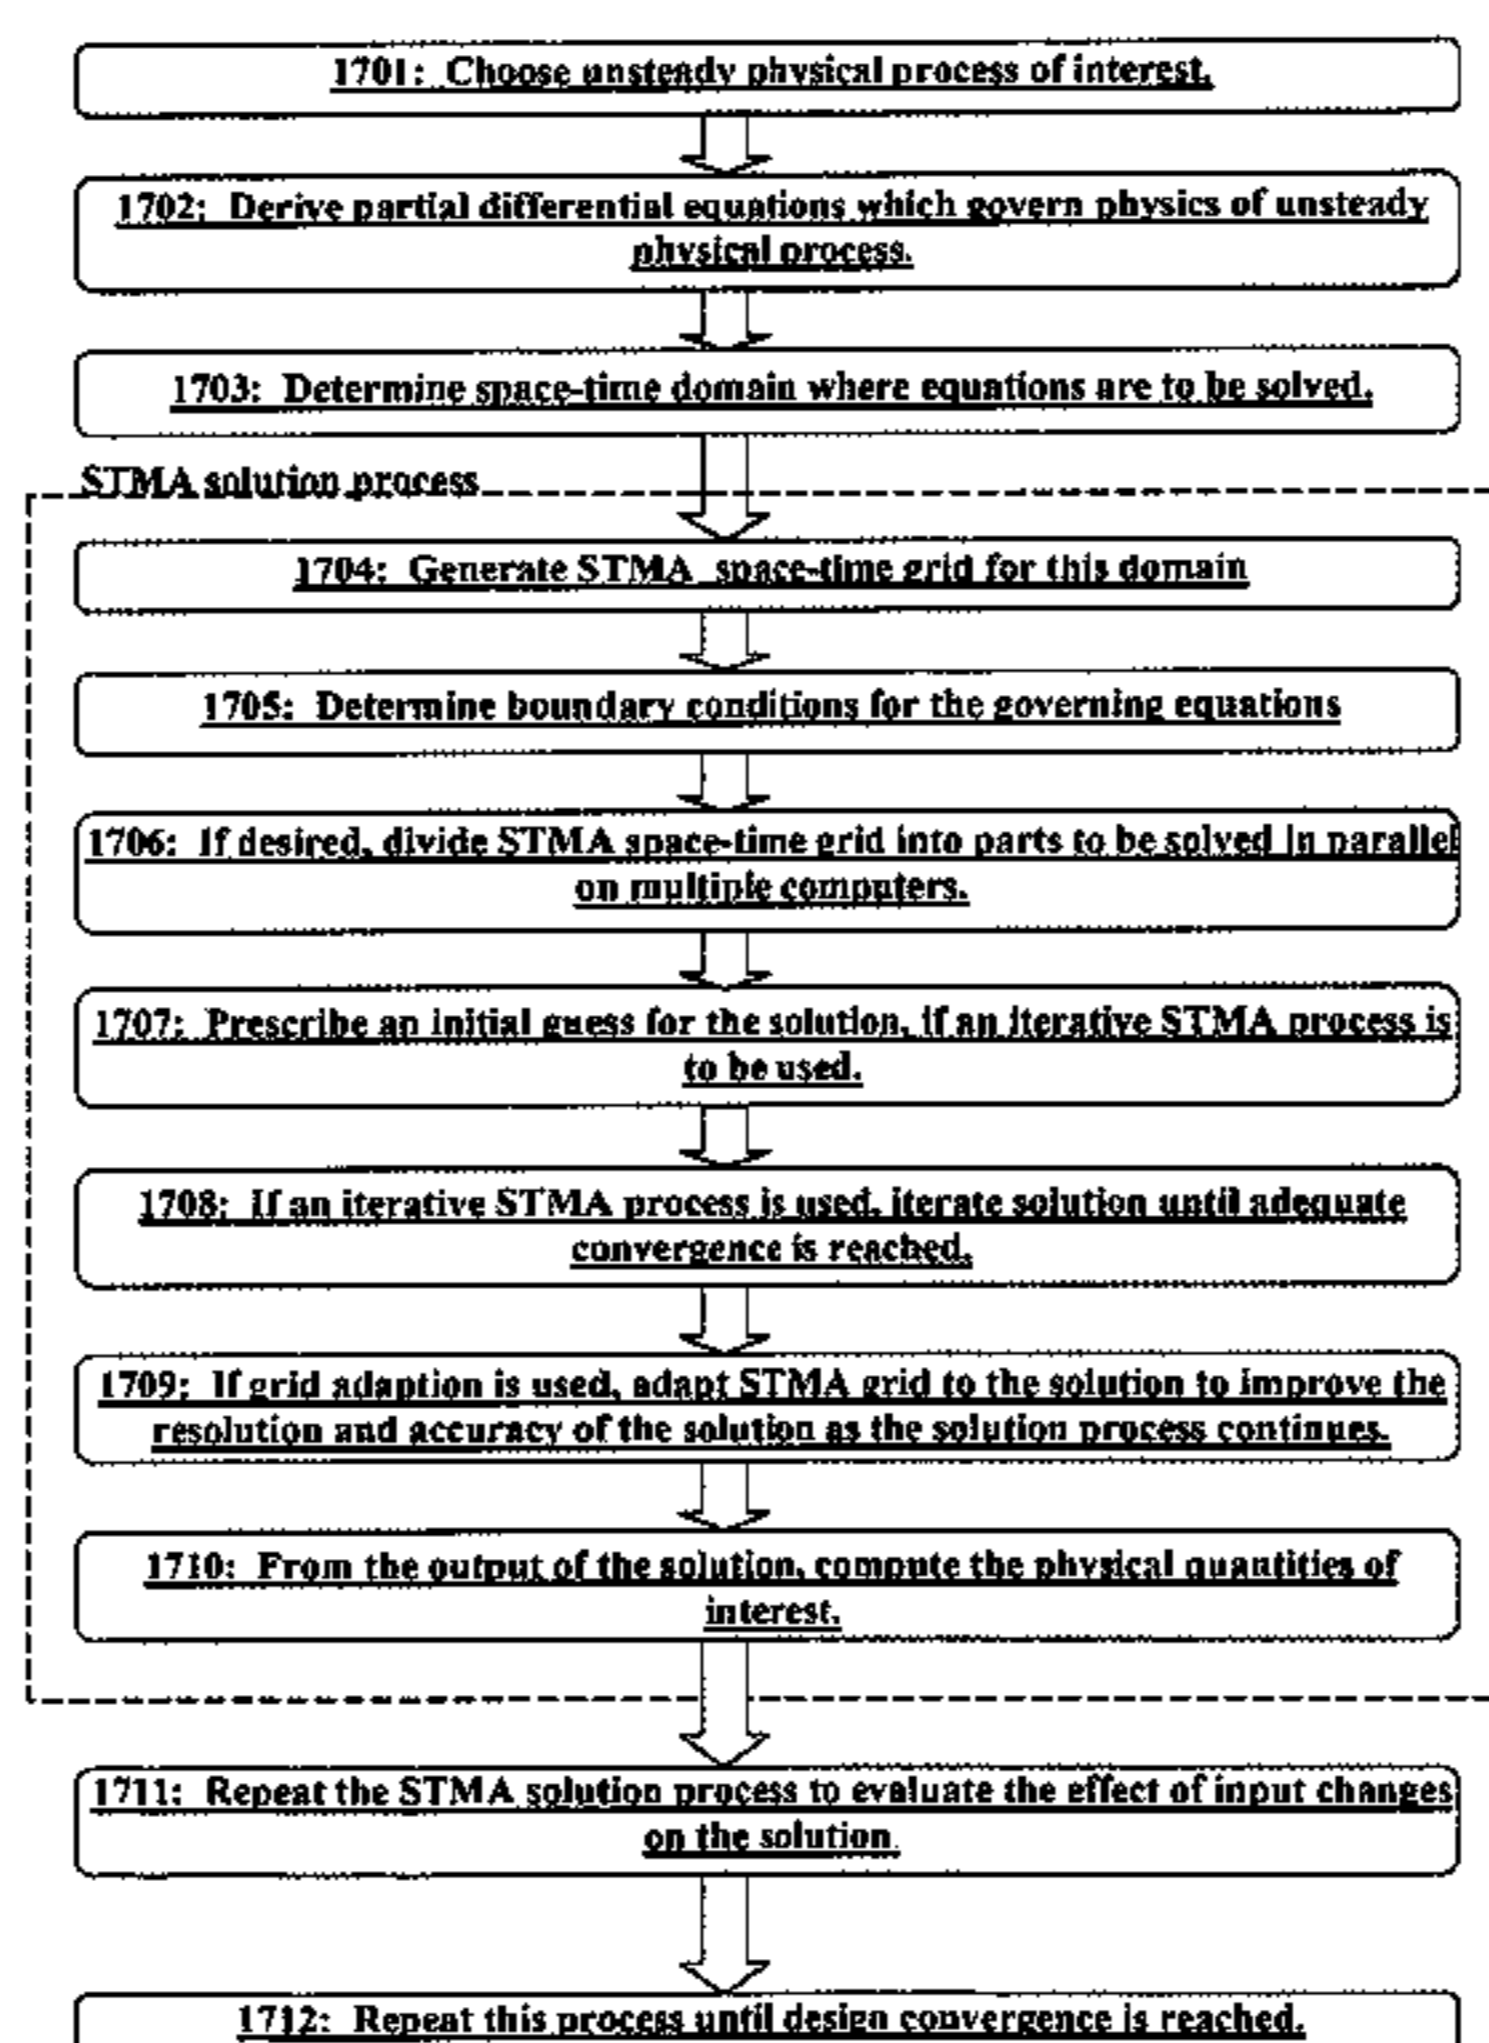 1701: Choose unsteady physical process of interest.
1702: Derive partial differential equations which govern physics of unsteady
physical process.
1703: Determine space-time domain where equations are to be solved.
STMA solution process
1704: Generate STMA space-time grid for this domain
1705: Determine boundary conditions for the governing equations
1706: If desired, divide STMA space-time grid into parts to be solved in parallel
on multiple computers.
1707: Prescribe an initial guess for the solution, if an iterative STMA process is
to be used.
1708: If an iterative STMA process is used, iterate solution until adequate
convergence is reached.
1709: If grid adaption is used, adapt STMA grid to the solution to improve the
resolution and accuracy of the solution as the solution process continues.
1710: From the output of the solution, compute the physical quantities of
interest.
1711: Repeat the STMA solution process to evaluate the effect of input changes
on the solution.
1712: Repeat this process until design convergence is reached.